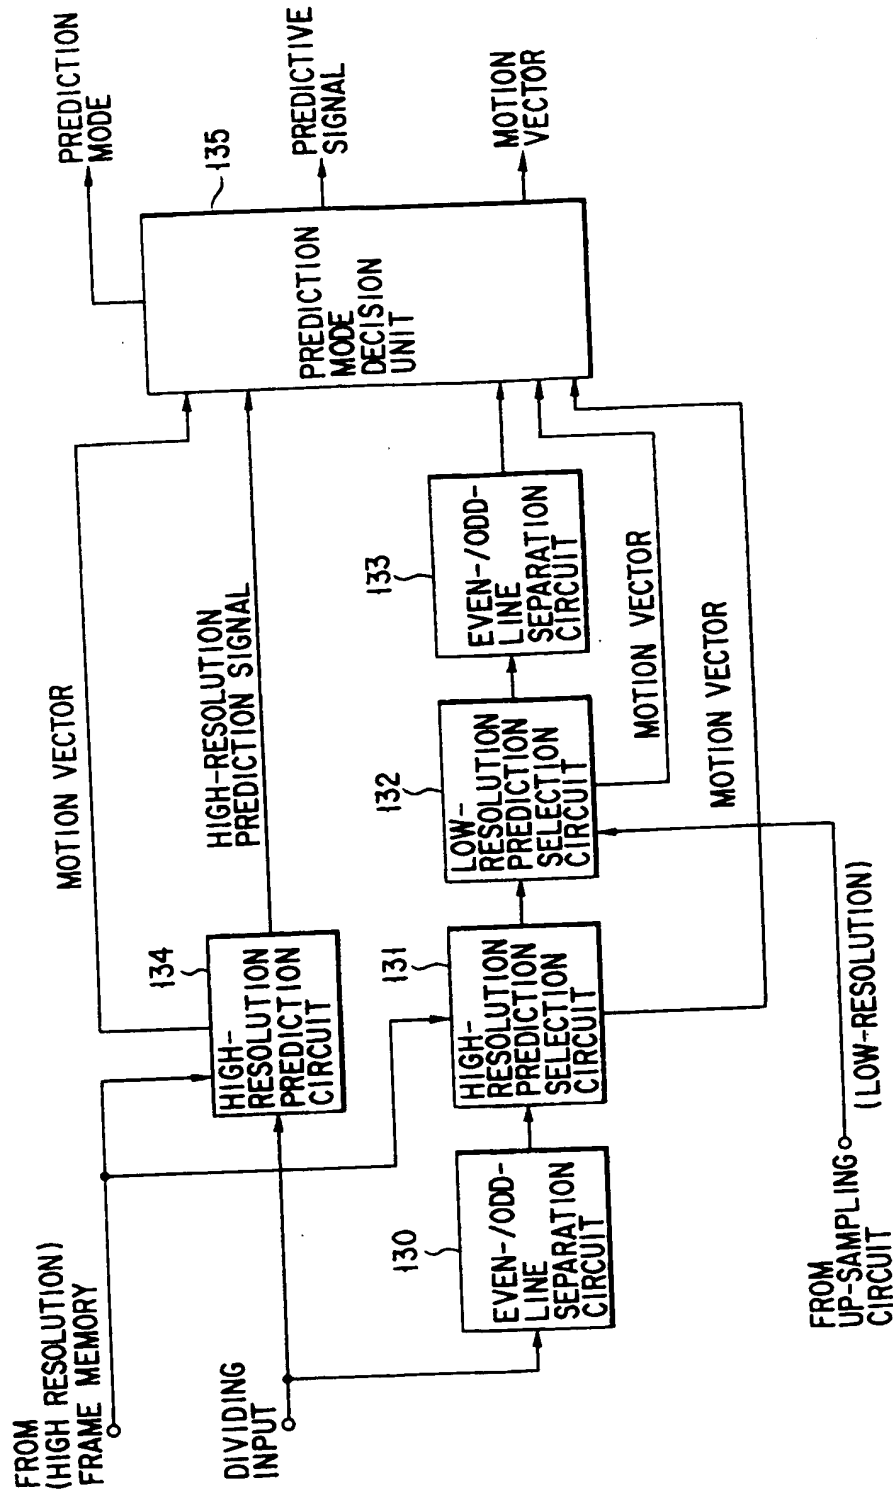 FROM
(HIGH RESOLUTION)
FRAME MEMORY
DIVIDING
INPUT
MOTION VECTOR
134
HIGH-
RESOLUTION
PREDICTION
CIRCUIT
HIGH-RESOLUTION
PREDICTION SIGNAL
130
EVEN-/ODD-
LINE
SEPARATION
CIRCUIT
131
HIGH-
RESOLUTION
PREDICTION
SELECTION
CIRCUIT
132
LOW-
RESOLUTION
PREDICTION
SELECTION
CIRCUIT
133
EVEN-/ODD-
LINE
SEPARATION
CIRCUIT
MOTION VECTOR
MOTION VECTOR
FROM
UP-SAMPLING
CIRCUIT
(LOW-RESOLUTION)
PREDICTION
MODE
DECISION
UNIT
135
PREDICTION
MODE
PREDICTIVE
SIGNAL
MOTION
VECTOR